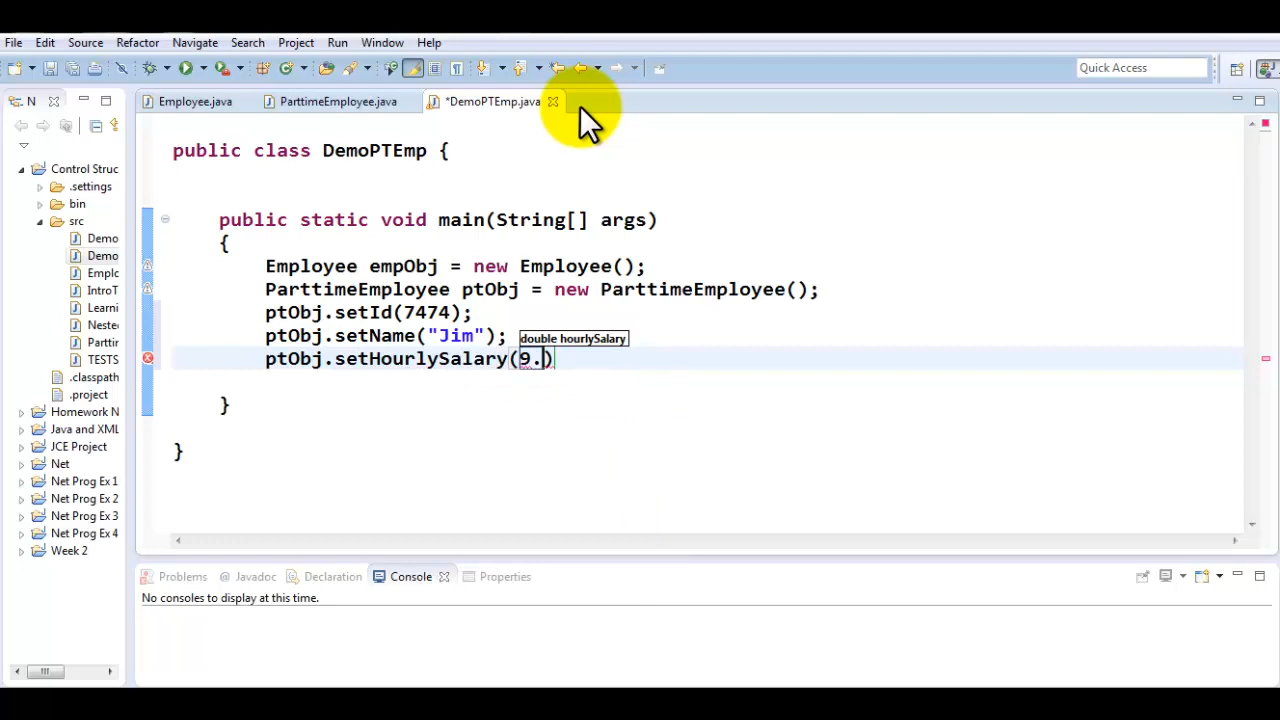 File Edit Source Refactor Navigate Search Project Run Window Help
Quick Access
N
Employee.java ParttimeEmployee.java *DemoPTEmp.java
Control Struc
.settings
bin
src
Demo
Demo
Emplo
IntroT
Learni
Nested
Parttir
TESTS
.classpath
.project
Homework N
Java and XML
JCE Project
Net
Net Prog Ex 1
Net Prog Ex 2
Net Prog Ex 3
Net Prog Ex 4
Week 2
public class DemoPTEmp {
public static void main(String[] args)
{
Employee empObj = new Employee();
ParttimeEmployee ptObj = new ParttimeEmployee();
ptObj.setId(7474);
ptObj.setName("Jim");
double hourlySalary
ptObj.setHourlySalary(9.)
}
}
Problems @ Javadoc Declaration Console Properties
No consoles to display at this time.